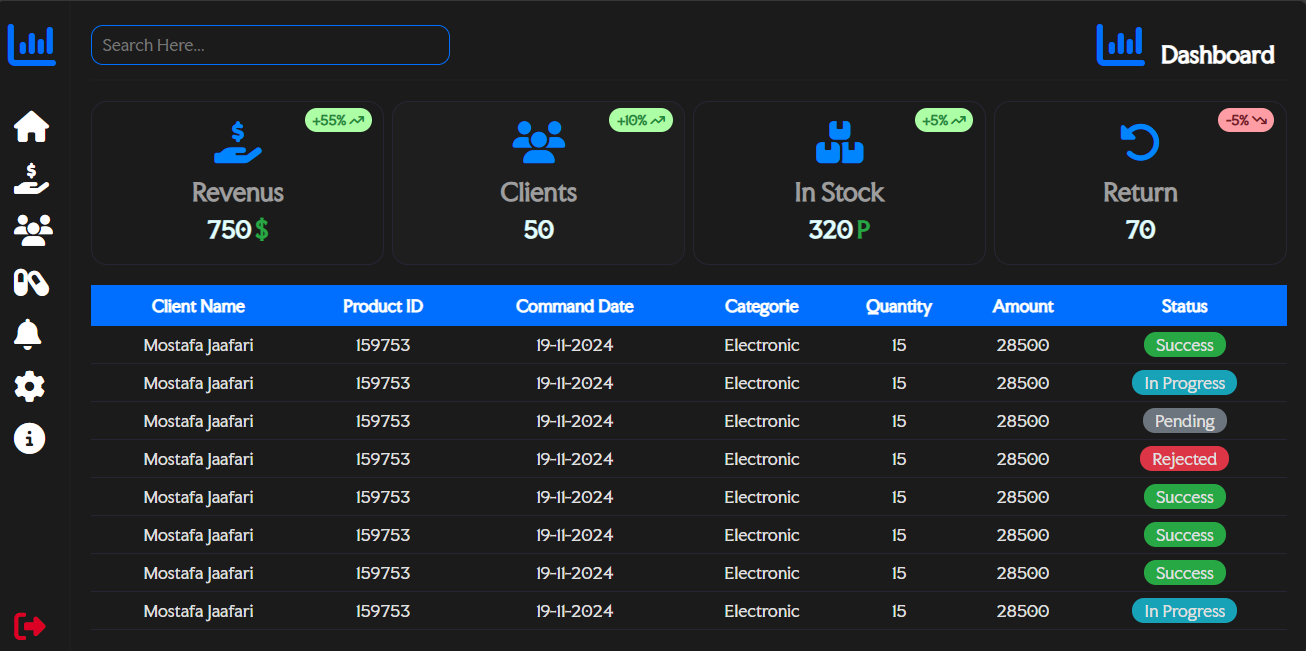 Search Here...
Dashboard
+55%
+10%
+5%
-5%
Revenus
Clients
In Stock
Return
750 $
50
320 P
70
Client Name Product ID Command Date Categorie Quantity Amount Status
Mostafa Jaafari 159753 19-11-2024 Electronic 15 28500 Success
Mostafa Jaafari 159753 19-11-2024 Electronic 15 28500 In Progress
Mostafa Jaafari 159753 19-11-2024 Electronic 15 28500 Pending
Mostafa Jaafari 159753 19-11-2024 Electronic 15 28500 Rejected
Mostafa Jaafari 159753 19-11-2024 Electronic 15 28500 Success
Mostafa Jaafari 159753 19-11-2024 Electronic 15 28500 Success
Mostafa Jaafari 159753 19-11-2024 Electronic 15 28500 Success
Mostafa Jaafari 159753 19-11-2024 Electronic 15 28500 In Progress